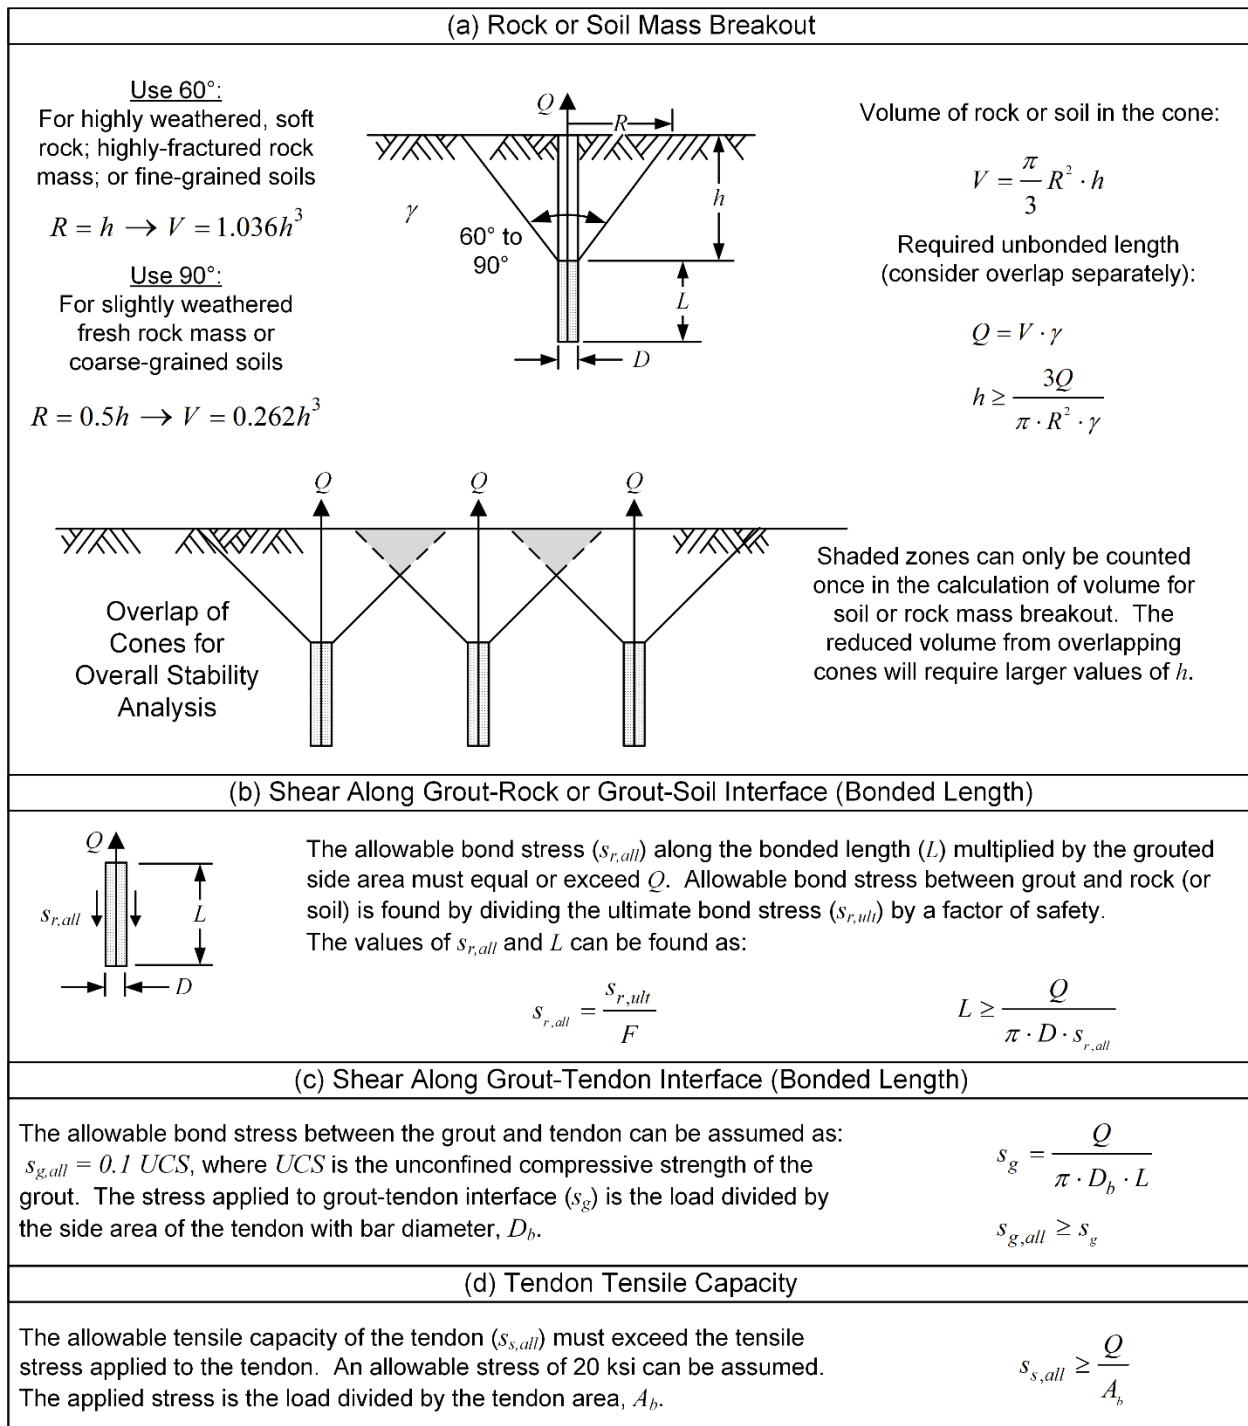 (a) Rock or Soil Mass Breakout
Use 60°:
For highly weathered, soft
rock; highly-fractured rock
mass; or fine-grained soils
R = h → V = 1.036h³
Use 90°:
For slightly weathered
fresh rock mass or
coarse-grained soils
R = 0.5h → V = 0.262h³
Q
R
h
γ
60° to
90°
L
D
Volume of rock or soil in the cone:
V = π/3 R² · h
Required unbonded length
(consider overlap separately):
Q = V · γ
h ≥ 3Q / (π · R² · γ)
Q Q Q
Overlap of
Cones for
Overall Stability
Analysis
Shaded zones can only be counted
once in the calculation of volume for
soil or rock mass breakout. The
reduced volume from overlapping
cones will require larger values of h.
(b) Shear Along Grout-Rock or Grout-Soil Interface (Bonded Length)
Q
s_r,all
L
D
The allowable bond stress (s_r,all) along the bonded length (L) multiplied by the grouted
side area must equal or exceed Q. Allowable bond stress between grout and rock (or
soil) is found by dividing the ultimate bond stress (s_r,ult) by a factor of safety.
The values of s_r,all and L can be found as:
s_r,all = s_r,ult / F
L ≥ Q / (π · D · s_r,all)
(c) Shear Along Grout-Tendon Interface (Bonded Length)
The allowable bond stress between the grout and tendon can be assumed as:
s_g,all = 0.1 UCS, where UCS is the unconfined compressive strength of the
grout. The stress applied to grout-tendon interface (s_g) is the load divided by
the side area of the tendon with bar diameter, D_b.
s_g = Q / (π · D_b · L)
s_g,all ≥ s_g
(d) Tendon Tensile Capacity
The allowable tensile capacity of the tendon (s_s,all) must exceed the tensile
stress applied to the tendon. An allowable stress of 20 ksi can be assumed.
The applied stress is the load divided by the tendon area, A_b.
s_s,all ≥ Q / A_b